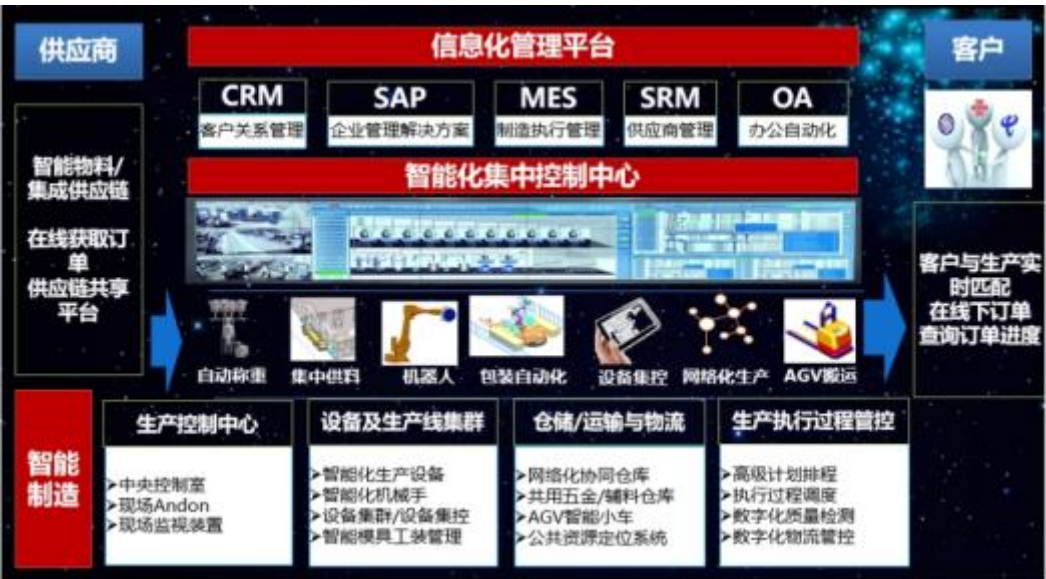 供应商
信息化管理平台
客户
CRM
客户关系管理
SAP
企业管理解决方案
MES
制造执行管理
SRM
供应商管理
OA
办公自动化
智能化集中控制中心
智能物料/
集成供应链
在线获取订
单
供应链共享
平台
客户与生产实
时匹配
在线下订单
查询订单进度
自动称重
集中供料
机器人
包装自动化
设备集控
网络化生产
AGV搬运
智能
制造
生产控制中心
➢中央控制室
➢现场Andon
➢现场监视装置
设备及生产线集群
➢智能化生产设备
➢智能化机械手
➢设备集群/设备集控
➢智能模具工装管理
仓储/运输与物流
➢网络化协同仓库
➢共用五金/辅料仓库
➢AGV智能小车
➢公共资源定位系统
生产执行过程管控
➢高级计划排程
➢执行过程调度
➢数字化质量检测
➢数字化物流管控